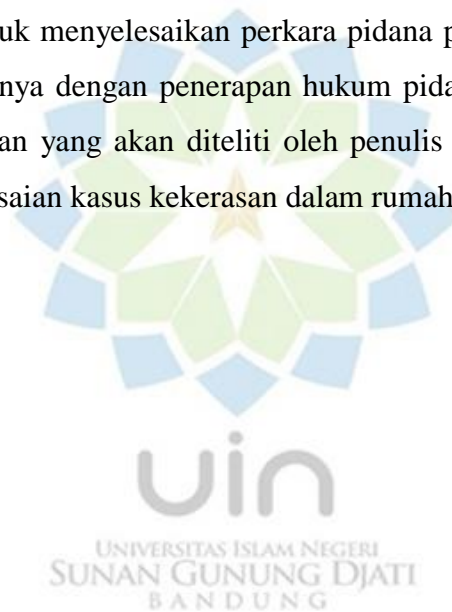 uk menyelesaikan perkara pidana p
nya dengan penerapan hukum pida
an yang akan diteliti oleh penulis
saian kasus kekerasan dalam rumah
uin
UNIVERSITAS ISLAM NEGERI
SUNAN GUNUNG DJATI
BANDUNG